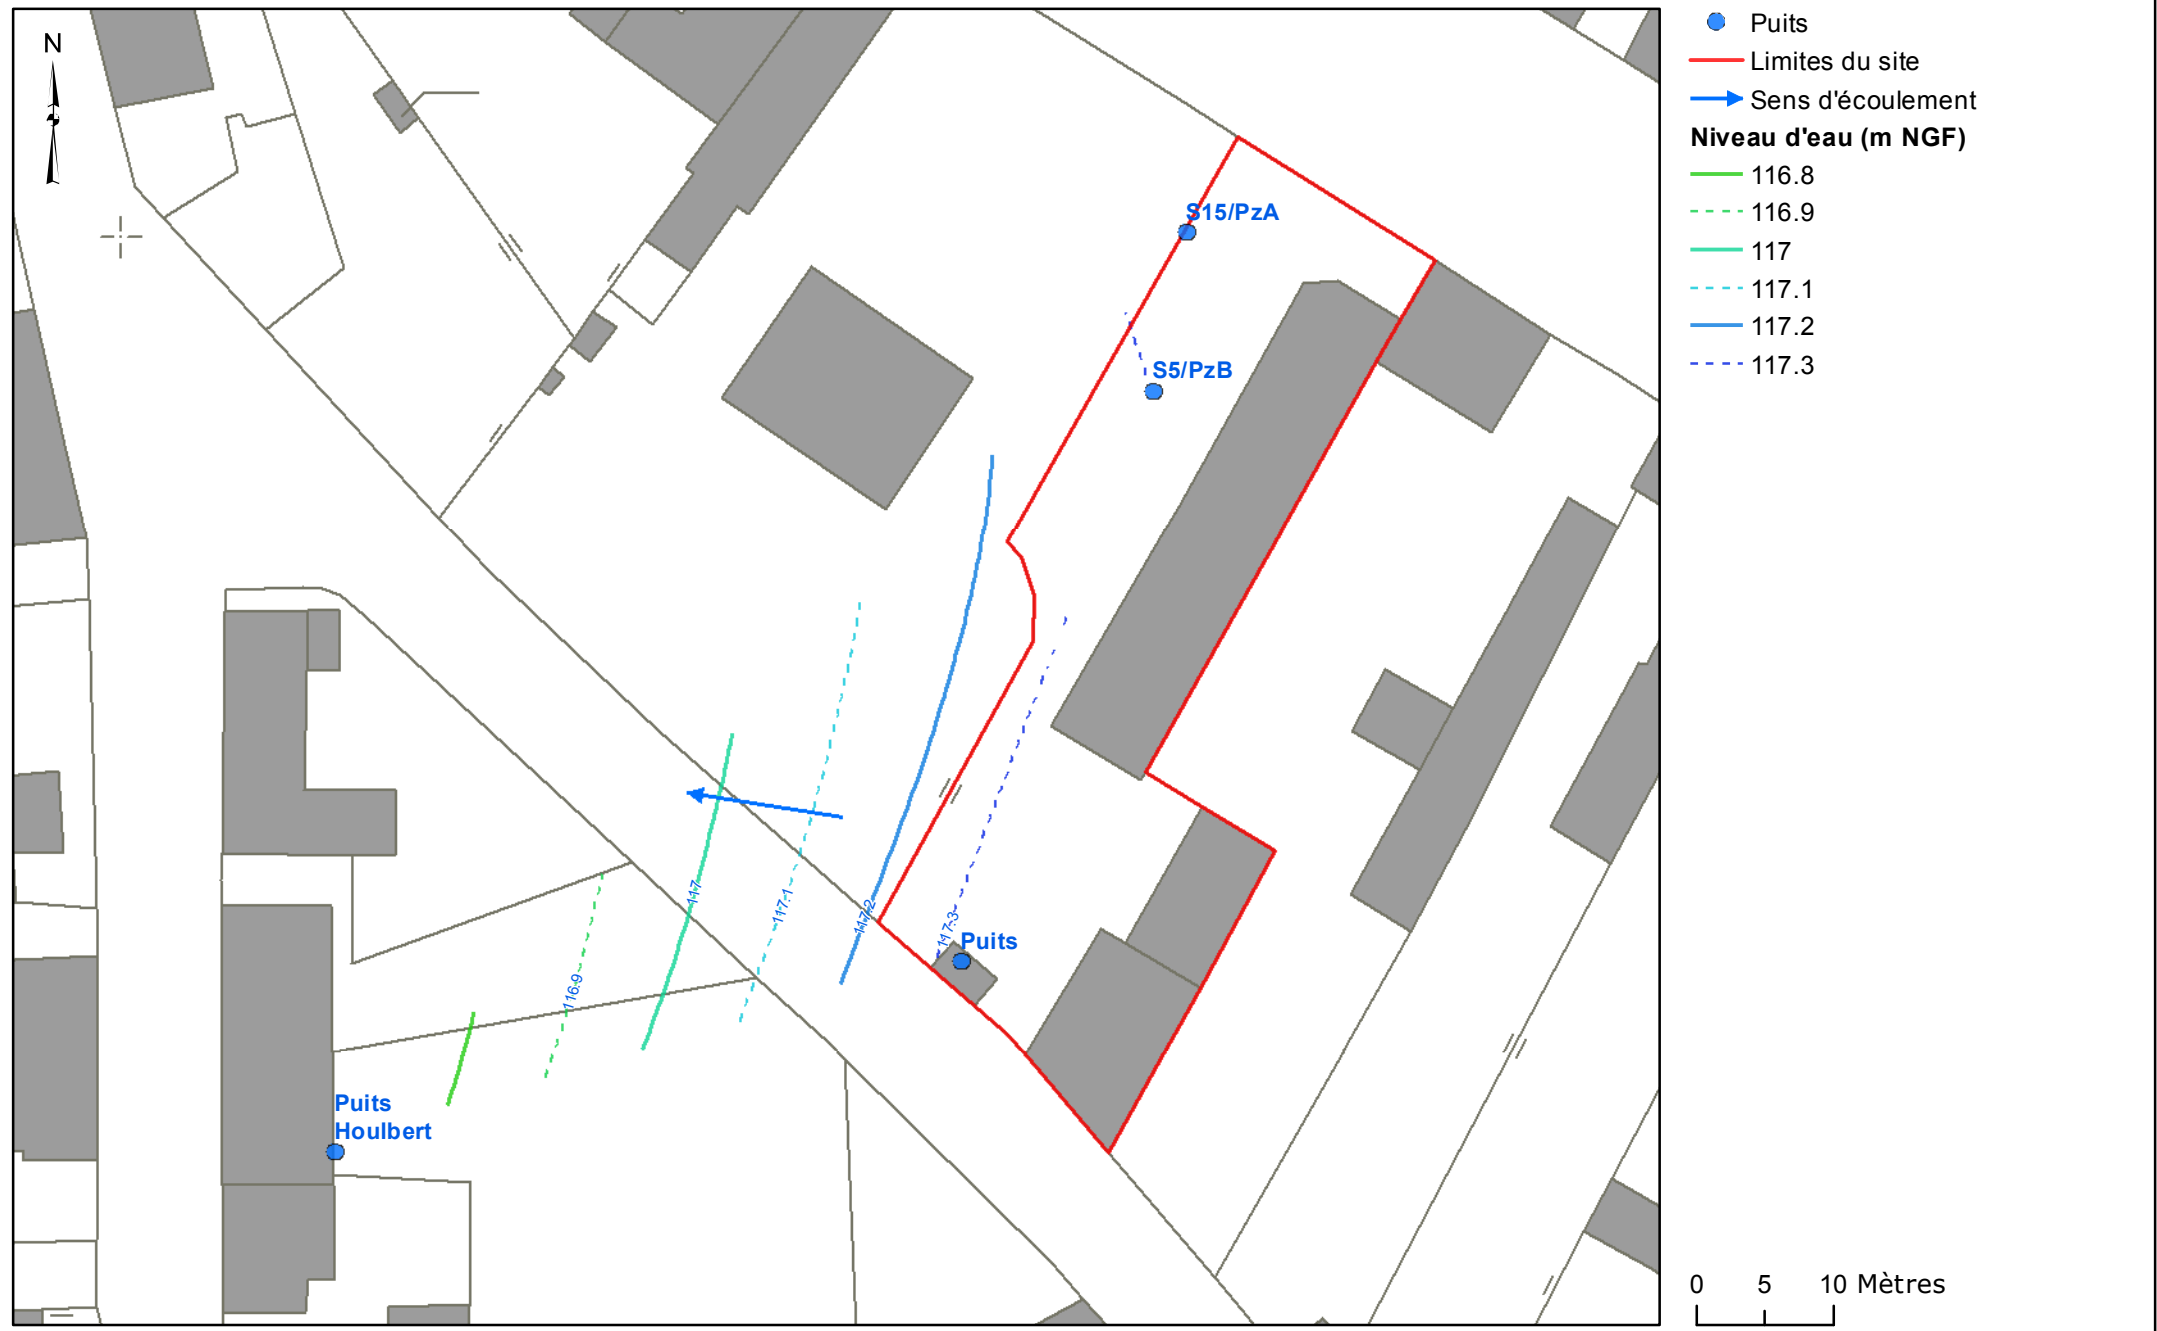 N
S15/PzA
S5/PzB
117
117.1
117.2
117.3
Puits
116.9
Puits
Houlbert
Puits
Limites du site
Sens d'écoulement
Niveau d'eau (m NGF)
116.8
116.9
117
117.1
117.2
117.3
0 5 10 Mètres